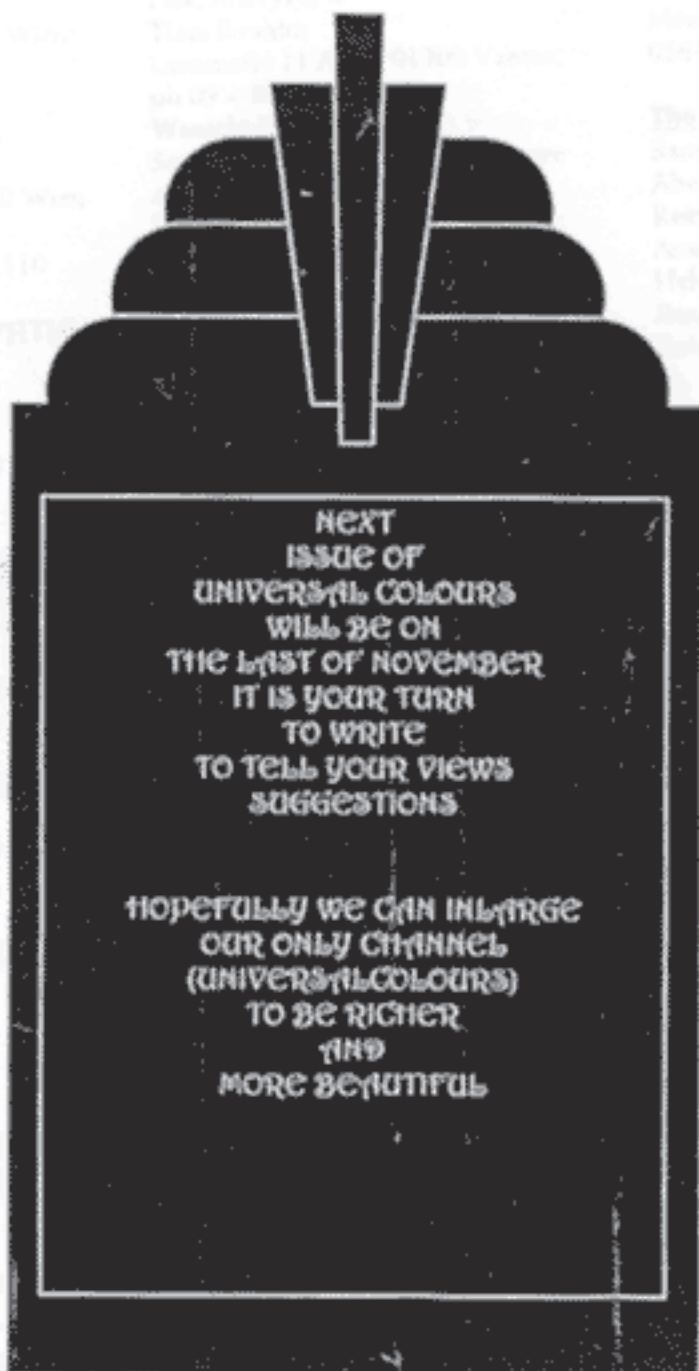 NEXT
ISSUE OF
UNIVERSAL COLOURS
WILL BE ON
THE LAST OF NOVEMBER
IT IS YOUR TURN
TO WRITE
TO TELL YOUR VIEWS
SUGGESTIONS
HOPEFULLY WE CAN INLARGE
OUR ONLY CHANNEL
(UNIVERSALCOLOURS)
TO BE RICHER
AND
MORE BEAUTIFUL